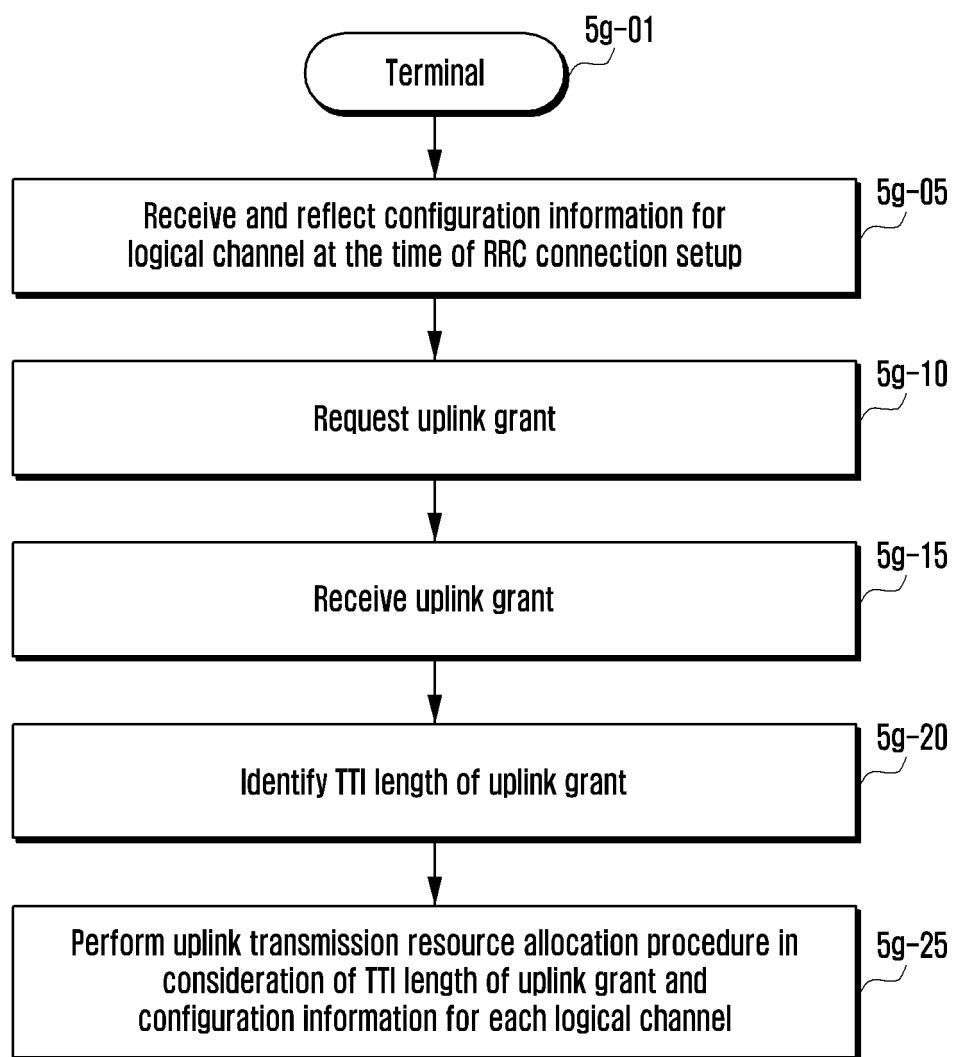 5g-01
Terminal
5g-05
Receive and reflect configuration information for
logical channel at the time of RRC connection setup
5g-10
Request uplink grant
5g-15
Receive uplink grant
5g-20
Identify TTI length of uplink grant
5g-25
Perform uplink transmission resource allocation procedure in
consideration of TTI length of uplink grant and
configuration information for each logical channel